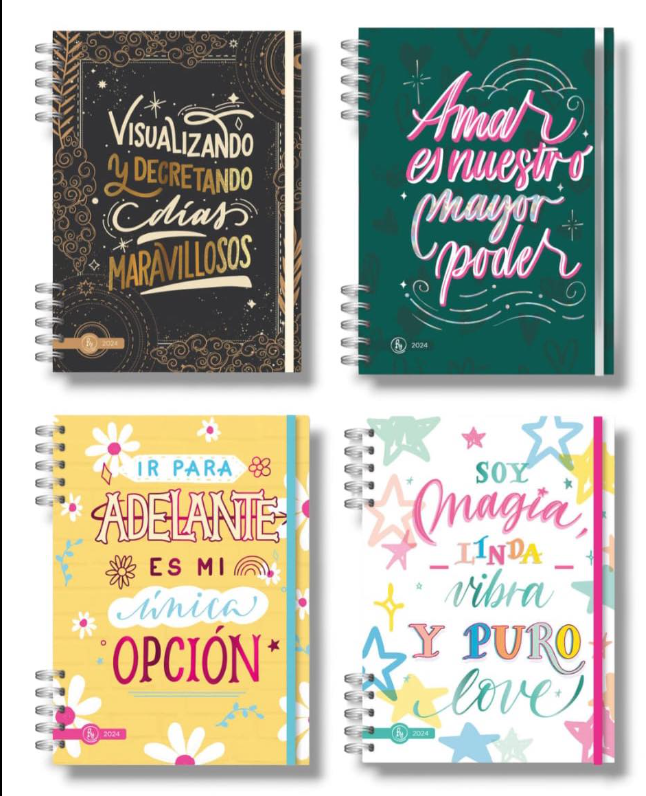 VISUALIZANDO
Y DECRETANDO
días
MARAVILLOSOS
2024
Amar
es nuestro
mayor
poder
2024
IR PARA
ADELANTE
ES MI
única
OPCIÓN
2024
SOY
magia,
LINDA
vibra
Y PURO
love
2024